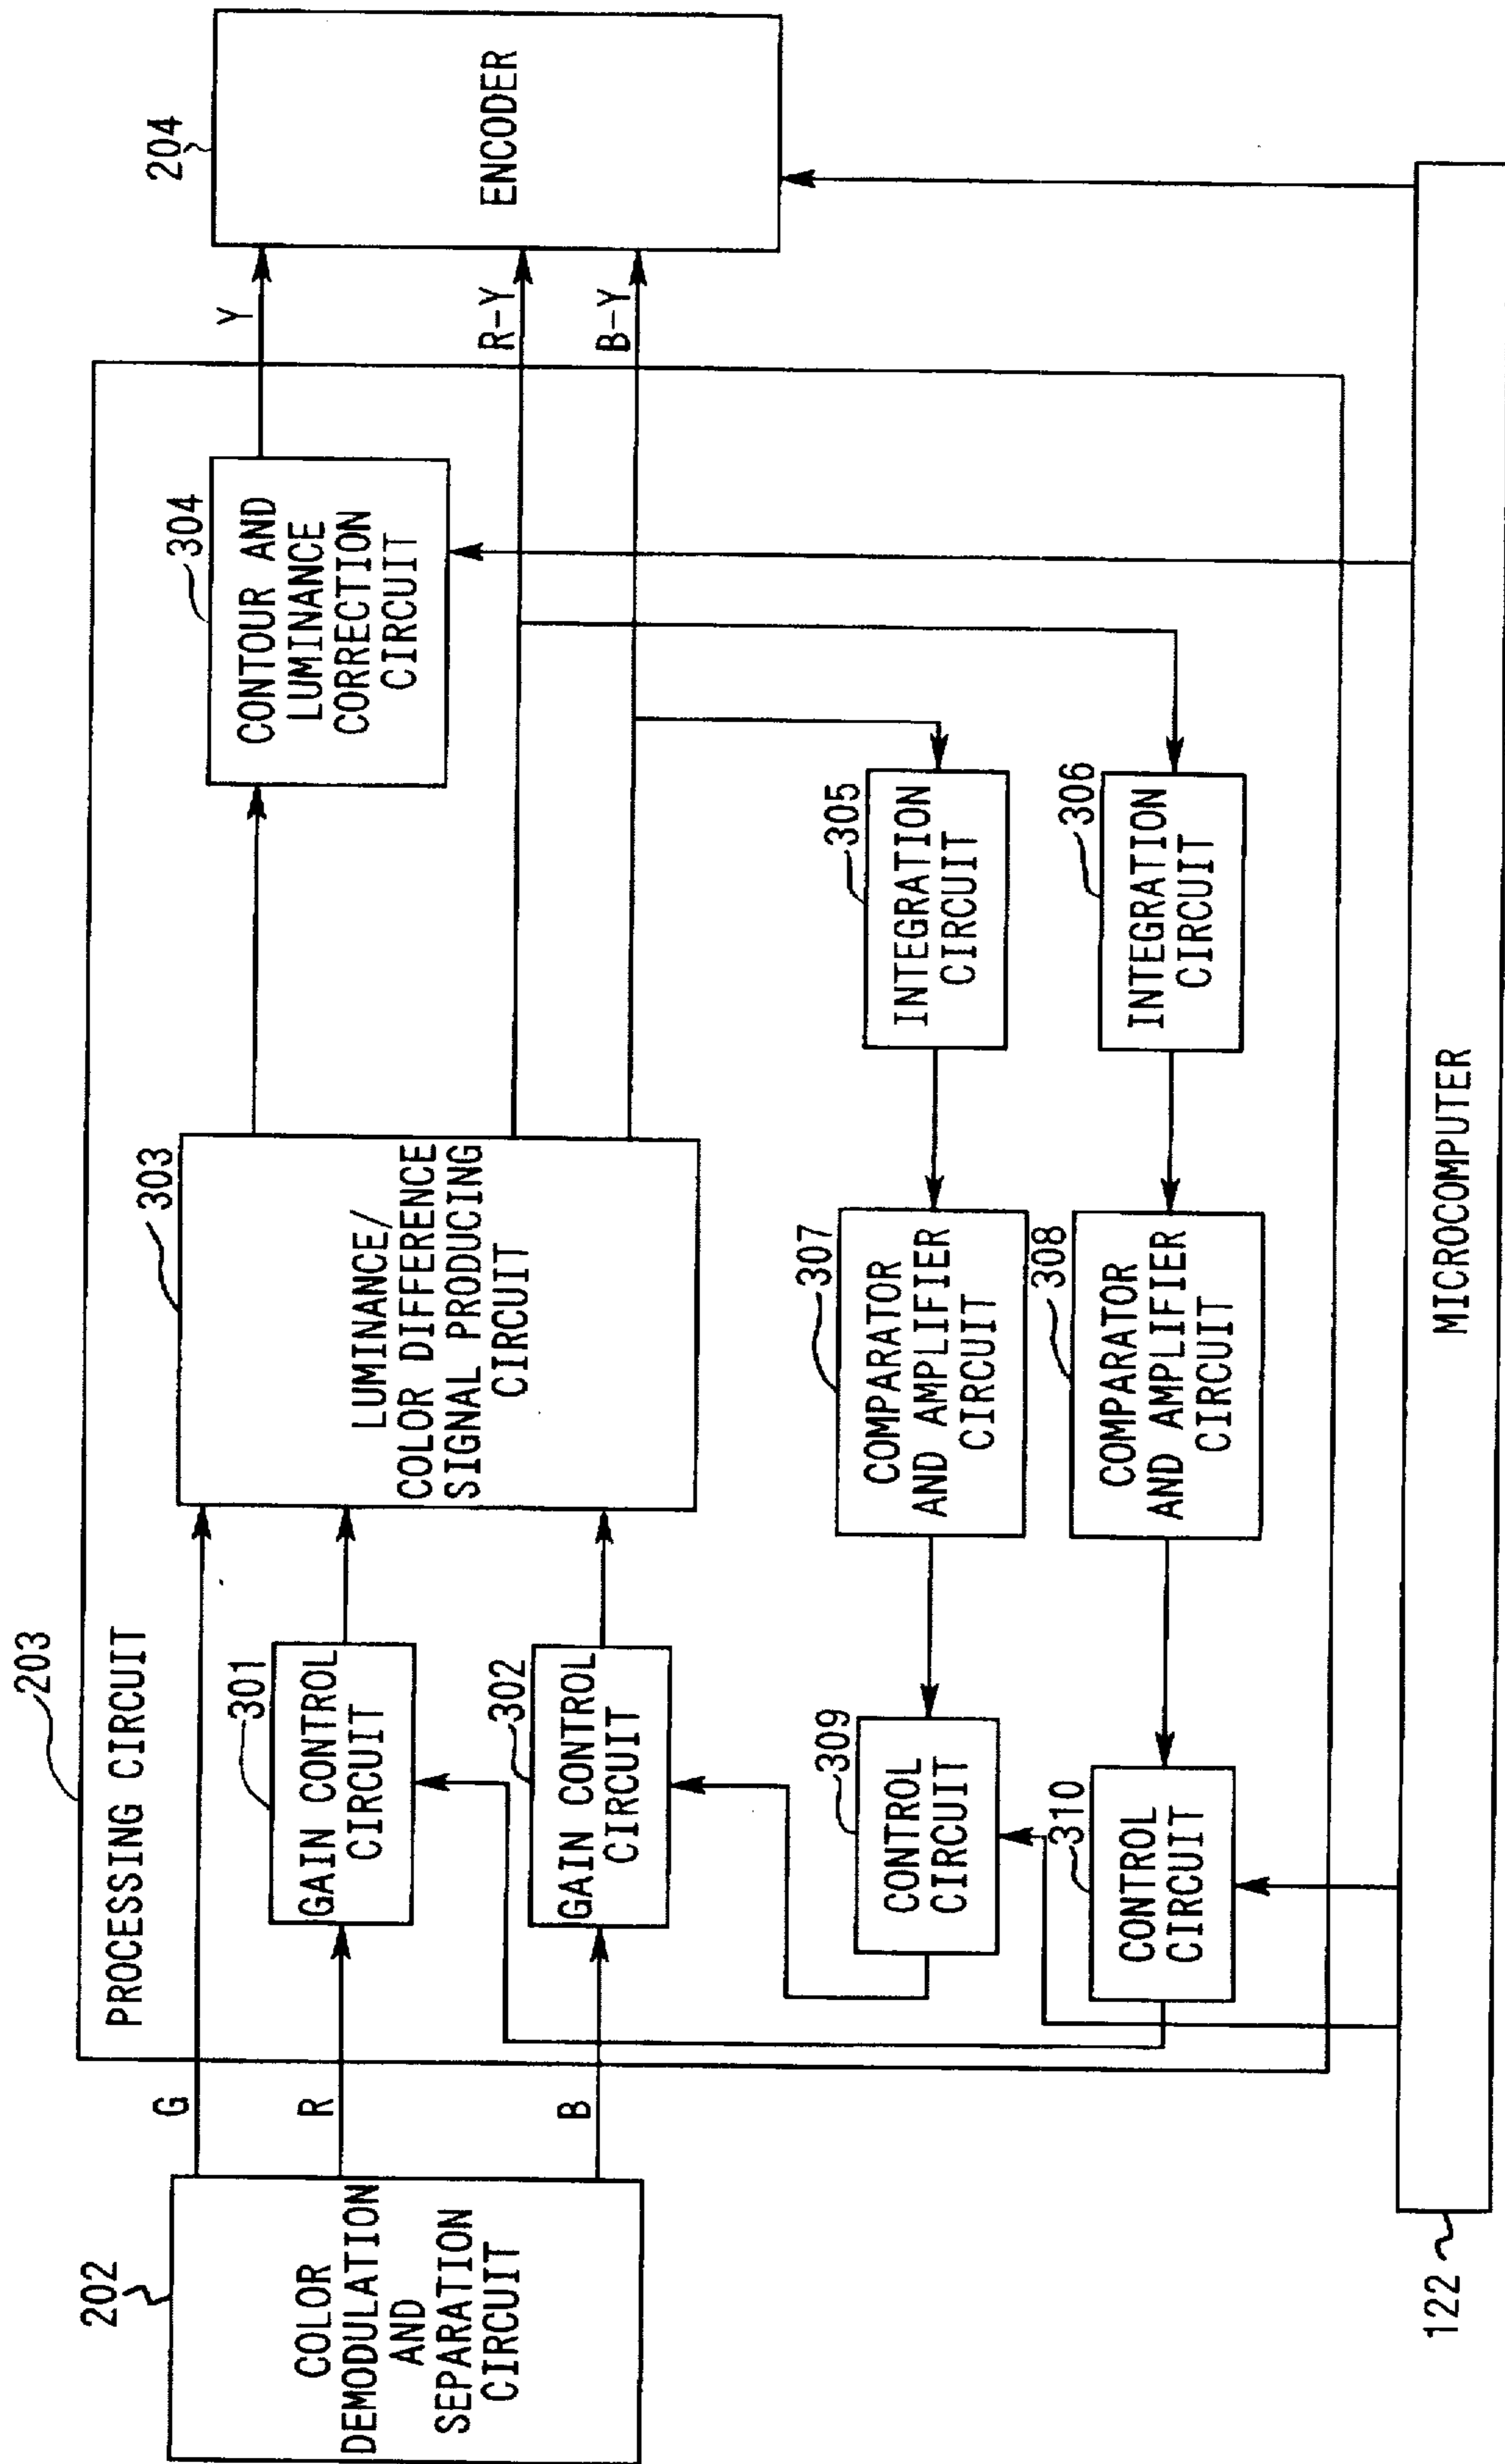 203
PROCESSING CIRCUIT
202
COLOR
DEMODULATION
AND
SEPARATION
CIRCUIT
G
R
B
301
GAIN CONTROL
CIRCUIT
302
GAIN CONTROL
CIRCUIT
303
LUMINANCE/
COLOR DIFFERENCE
SIGNAL PRODUCING
CIRCUIT
304
CONTOUR AND
LUMINANCE
CORRECTION
CIRCUIT
Y
R-Y
B-Y
204
ENCODER
309
CONTROL
CIRCUIT
307
COMPARATOR
AND AMPLIFIER
CIRCUIT
305
INTEGRATION
CIRCUIT
310
CONTROL
CIRCUIT
308
COMPARATOR
AND AMPLIFIER
CIRCUIT
306
INTEGRATION
CIRCUIT
122
MICROCOMPUTER